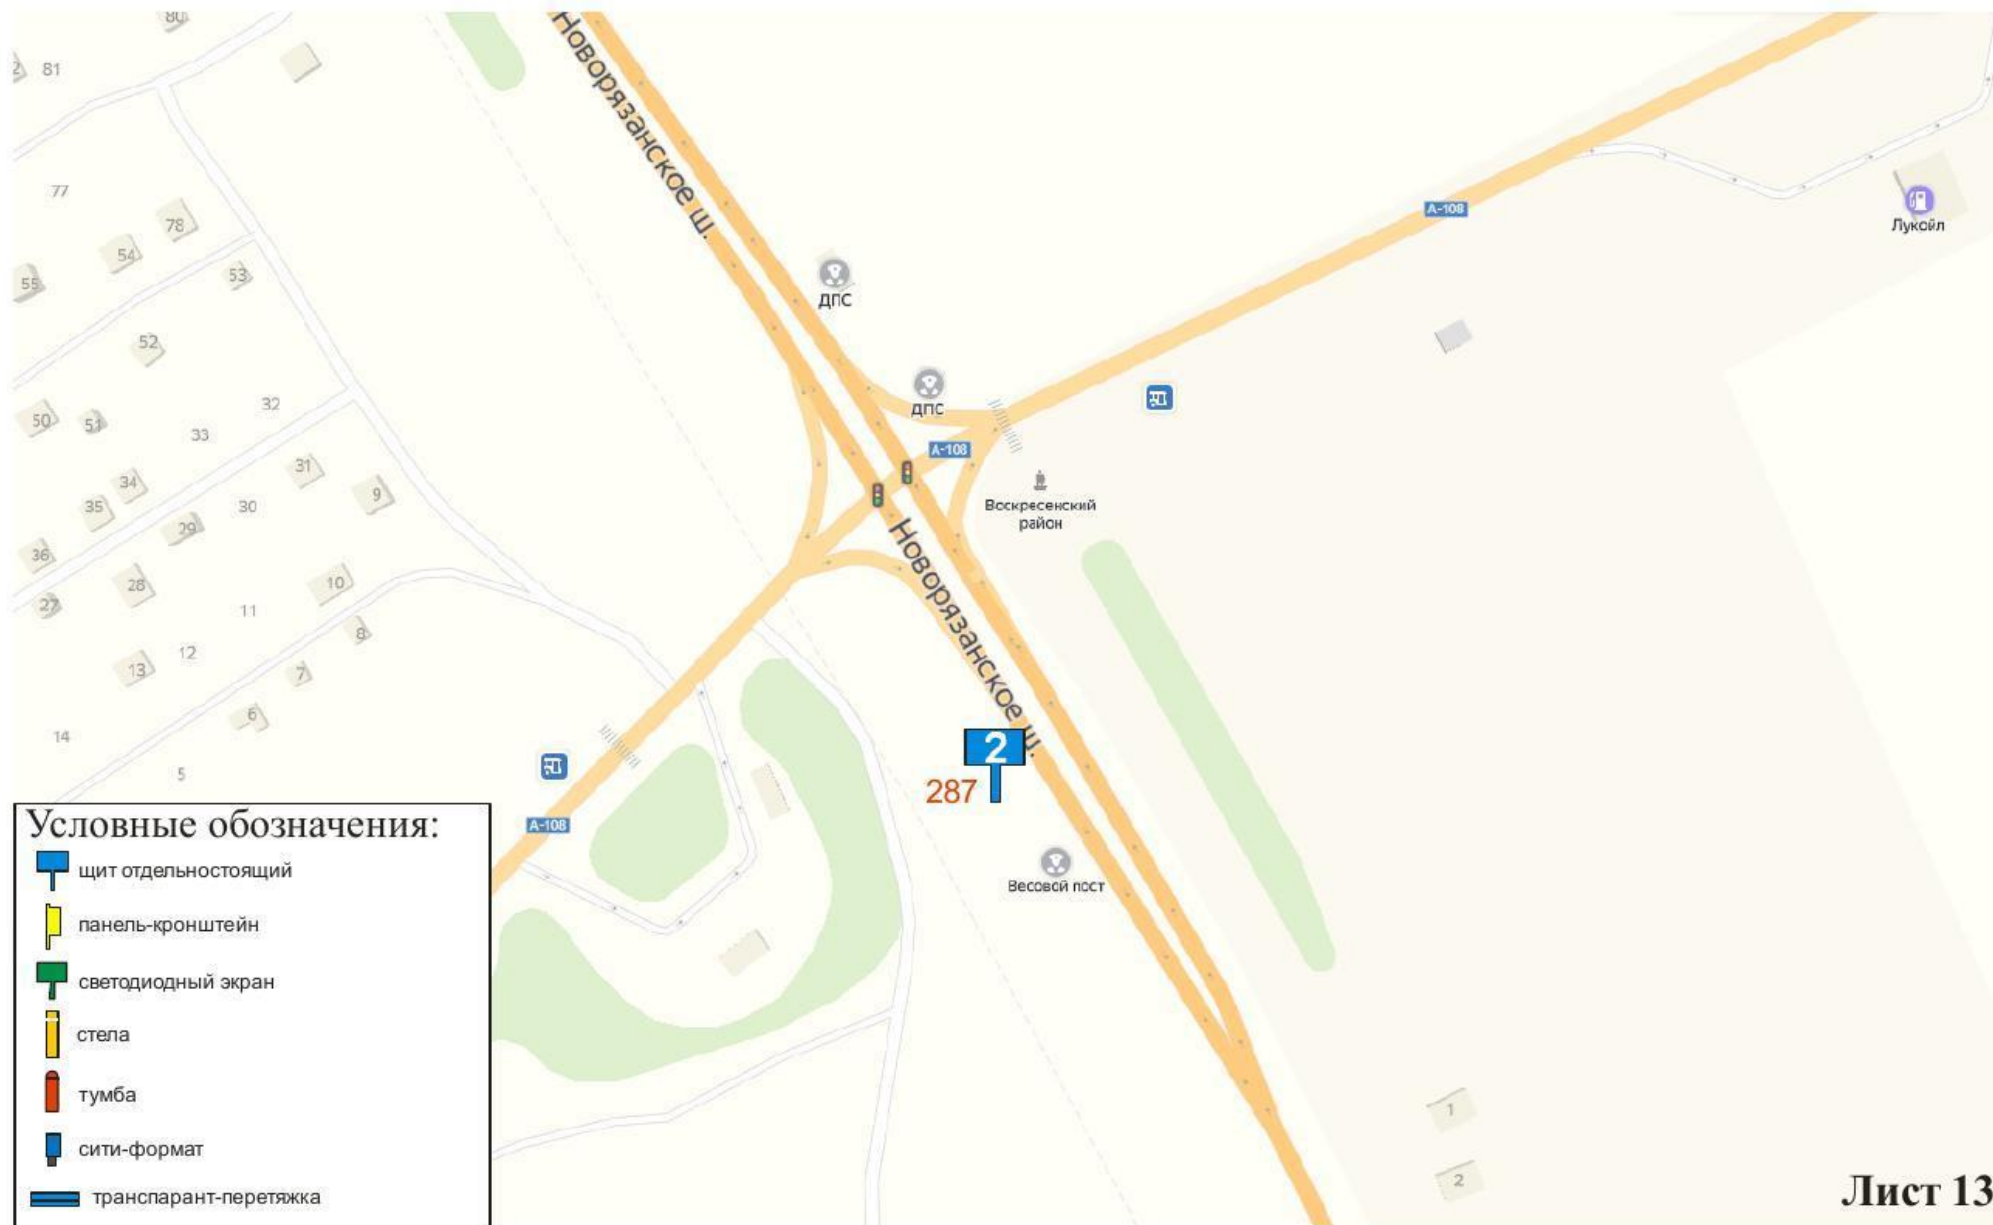 80
81
Новорязанское ш.
77
78
54
53
55
А-108
Лукойл
ДПС
52
ДПС
32
50
51
33
А-108
31
34
9
35
30
29
Воскресенский
район
36
28
10
27
11
Новорязанское ш.
8
12
13
7
6
14
5
2
287
А-108
Весовой пост
Условные обозначения:
щит отдельностоящий
панель-кронштейн
светодиодный экран
стела
тумба
сити-формат
транспарант-перетяжка
1
2
Лист 13